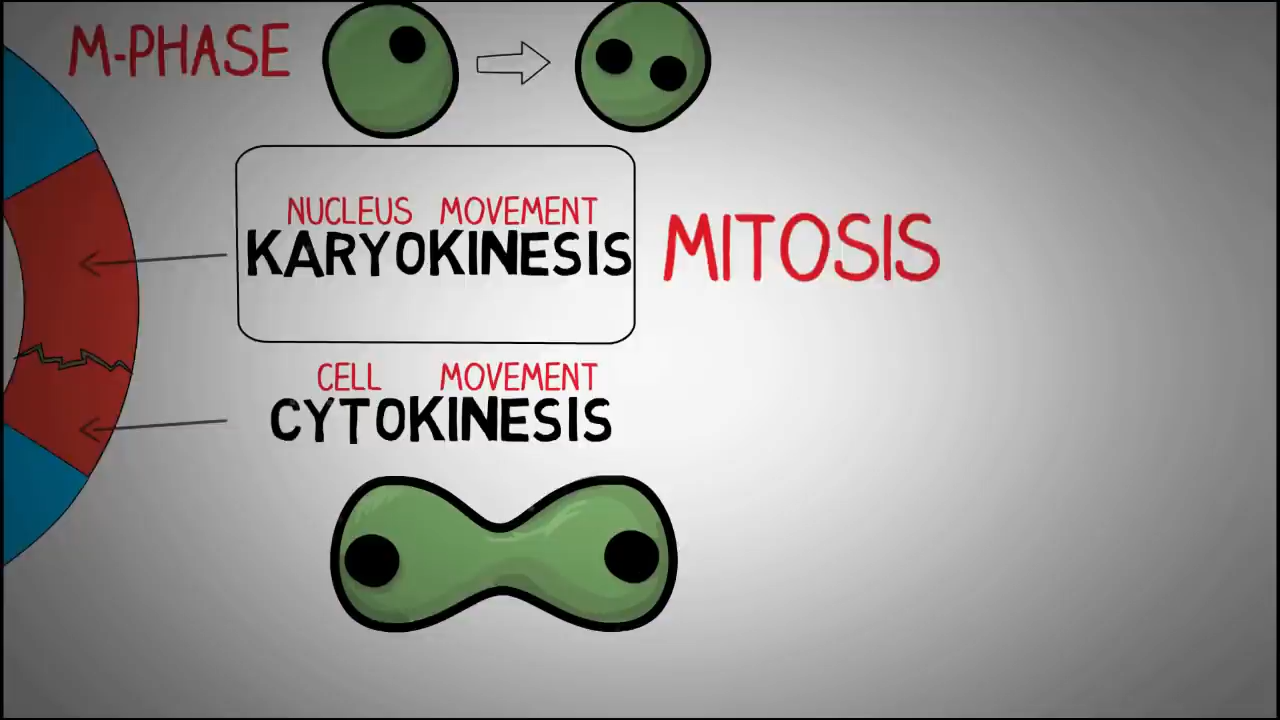 M-PHASE
NUCLEUS MOVEMENT
KARYOKINESIS
MITOSIS
CELL MOVEMENT
CYTOKINESIS